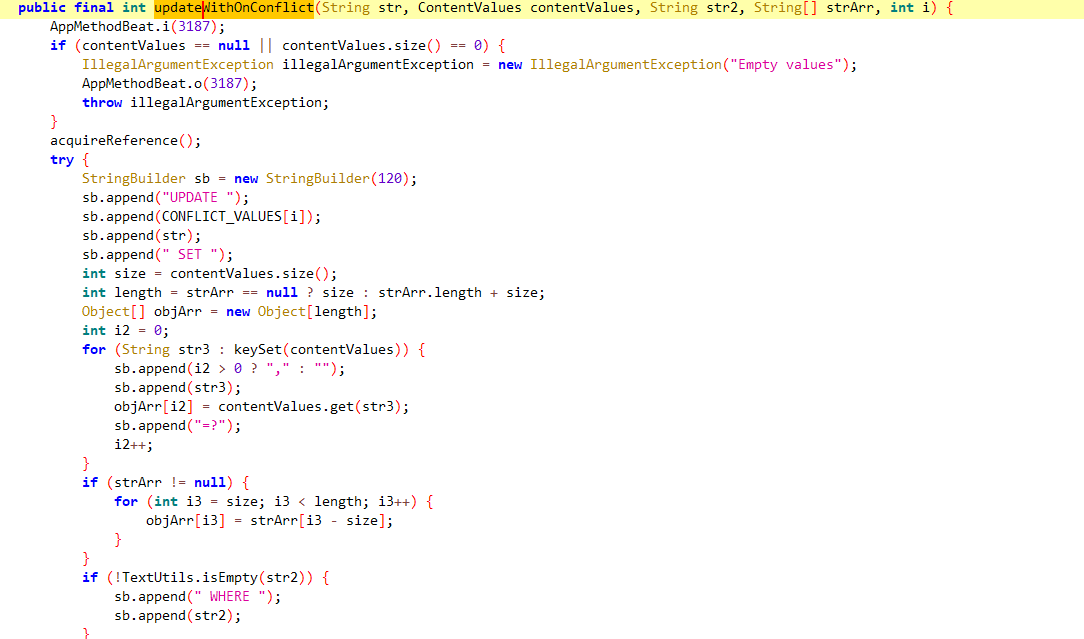 public final int updateWithOnConflict(String str, ContentValues contentValues, String str2, String[] strArr, int i) {
AppMethodBeat.i(3187);
if (contentValues == null || contentValues.size() == 0) {
IllegalArgumentException illegalArgumentException = new IllegalArgumentException("Empty values");
AppMethodBeat.o(3187);
throw illegalArgumentException;
}
acquireReference();
try {
StringBuilder sb = new StringBuilder(120);
sb.append("UPDATE ");
sb.append(CONFLICT_VALUES[i]);
sb.append(str);
sb.append(" SET ");
int size = contentValues.size();
int length = strArr == null ? size : strArr.length + size;
Object[] objArr = new Object[length];
int i2 = 0;
for (String str3 : keySet(contentValues)) {
sb.append(i2 > 0 ? "," : "");
sb.append(str3);
objArr[i2] = contentValues.get(str3);
sb.append("=?");
i2++;
}
if (strArr != null) {
for (int i3 = size; i3 < length; i3++) {
objArr[i3] = strArr[i3 - size];
}
}
if (!TextUtils.isEmpty(str2)) {
sb.append(" WHERE ");
sb.append(str2);
}